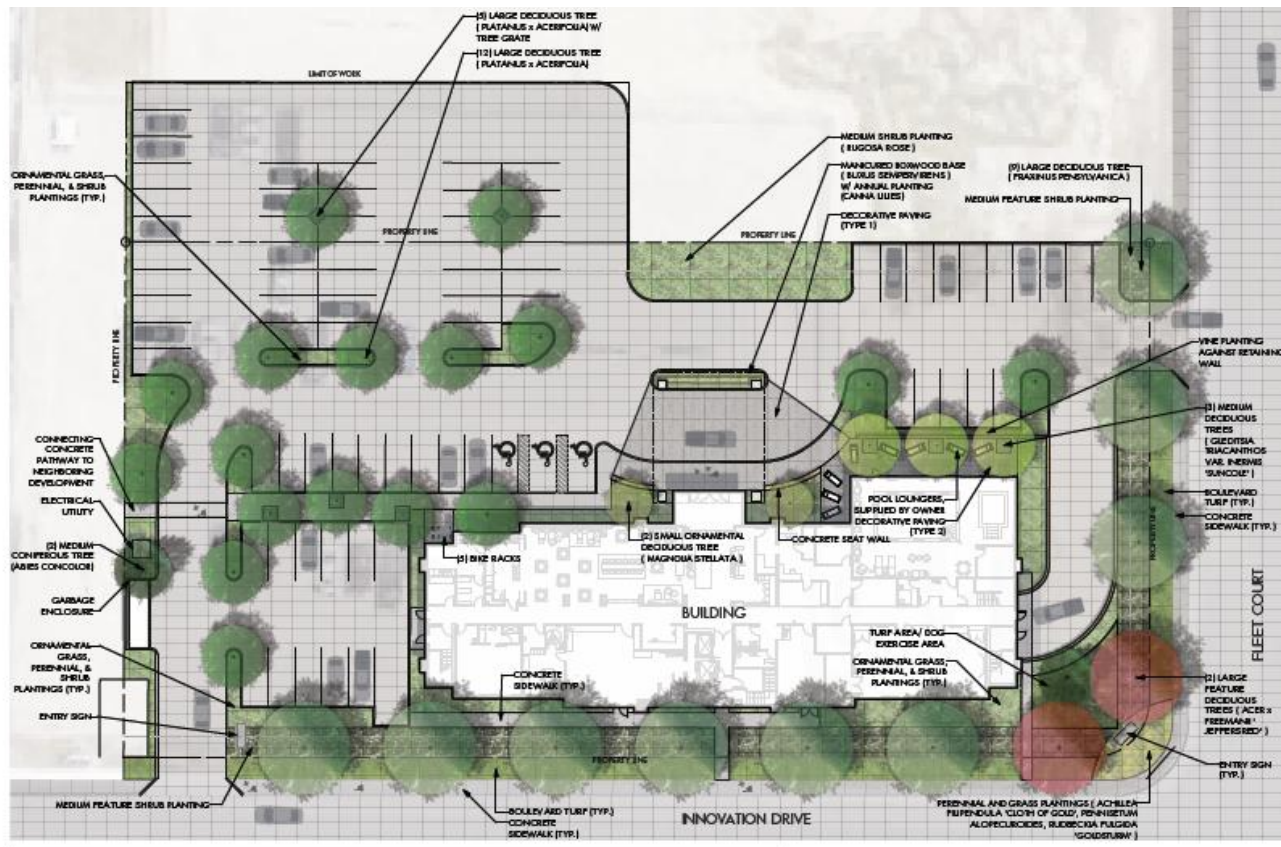 (5) LARGE DECIDUOUS TREE
( PLATANUS x ACERIFOLIA) W/
TREE GRATE
(12) LARGE DECIDUOUS TREE
( PLATANUS x ACERIFOLIA)
LIMIT OF WORK
MEDIUM SHRUB PLANTING
( RUGOSA ROSE )
MANICURED BOXWOOD BASE
( BUXUS SEMPERVIRENS )
W/ ANNUAL PLANTING
(CANNA LILIES)
DECORATIVE PAVING
(TYPE 1)
(9) LARGE DECIDUOUS TREE
( FRAXINUS PENSYLVANICA )
MEDIUM FEATURE SHRUB PLANTING
ORNAMENTAL GRASS,
PERENNIAL, & SHRUB
PLANTINGS (TYP.)
PROPERTY LINE
PROPERTY LINE
PROPERTY LINE
VINE PLANTING
AGAINST RETAINING
WALL
(3) MEDIUM
DECIDUOUS
TREES
( GLEDITSIA
TRIACANTHOS
VAR. INERMIS
'SUNCOLE' )
CONNECTING
CONCRETE
PATHWAY TO
NEIGHBORING
DEVELOPMENT
ELECTRICAL
UTILITY
(2) MEDIUM
CONIFEROUS TREE
(ABIES CONCOLOR)
GARBAGE
ENCLOSURE
(5) BIKE RACKS
(2) SMALL ORNAMENTAL
DECIDUOUS TREE
( MAGNOLIA STELLATA )
CONCRETE SEAT WALL
POOL LOUNGERS,
SUPPLIED BY OWNER
DECORATIVE PAVING
(TYPE 2)
BOULEVARD
TURF (TYP.)
CONCRETE
SIDEWALK (TYP.)
PROPERTY LINE
FLEET COURT
BUILDING
TURF AREA/ DOG
EXERCISE AREA
ORNAMENTAL GRASS,
PERENNIAL, & SHRUB
PLANTINGS (TYP.)
ORNAMENTAL
GRASS,
PERENNIAL, &
SHRUB
PLANTINGS (TYP.)
ENTRY SIGN
CONCRETE
SIDEWALK (TYP.)
(2) LARGE
FEATURE
DECIDUOUS
TREES ( ACER x
FREEMANII '
JEFFERSRED' )
ENTRY SIGN
(TYP.)
PROPERTY LINE
MEDIUM FEATURE SHRUB PLANTING
BOULEVARD TURF (TYP.)
CONCRETE
SIDEWALK (TYP.)
INNOVATION DRIVE
PERENNIAL AND GRASS PLANTINGS ( ACHILLEA
FILIPENDULA 'CLOTH OF GOLD', PENNISETUM
ALOPECUROIDES, RUDBECKIA FULGIDA
'GOLDSTURM' )